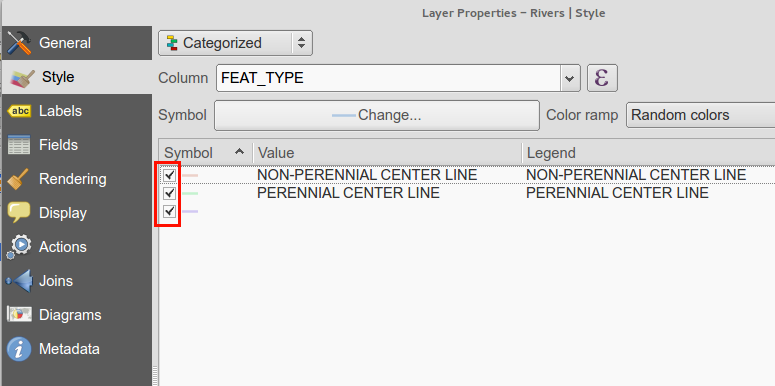 Layer Properties – Rivers | Style
General
Style
abc Labels
Fields
Rendering
Display
Actions
Joins
Diagrams
Metadata
Categorized
Column FEAT_TYPE ε
Symbol Change... Color ramp Random colors
Symbol Value Legend
NON-PERENNIAL CENTER LINE NON-PERENNIAL CENTER LINE
PERENNIAL CENTER LINE PERENNIAL CENTER LINE